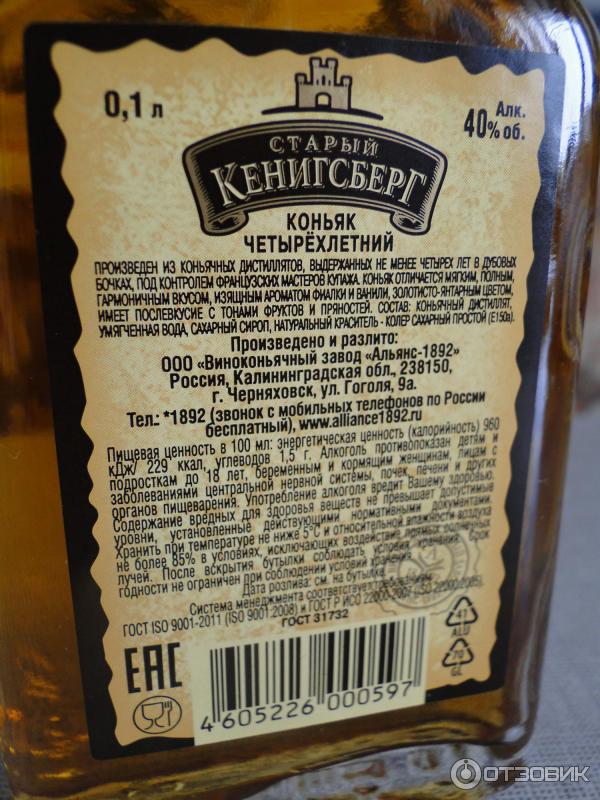 0,1 л
Алк.
40% об.
СТАРЫЙ
КЕНИГСБЕРГ
КОНЬЯК
ЧЕТЫРЁХЛЕТНИЙ
ПРОИЗВЕДЕН ИЗ КОНЬЯЧНЫХ ДИСТИЛЛЯТОВ, ВЫДЕРЖАННЫХ НЕ МЕНЕЕ ЧЕТЫРЕХ ЛЕТ В ДУБОВЫХ
БОЧКАХ, ПОД КОНТРОЛЕМ ФРАНЦУЗСКИХ МАСТЕРОВ КУПАЖА. КОНЬЯК ОТЛИЧАЕТСЯ МЯГКИМ, ПОЛНЫМ,
ГАРМОНИЧНЫМ ВКУСОМ, ИЗЯЩНЫМ АРОМАТОМ ФИАЛКИ И ВАНИЛИ, ЗОЛОТИСТО-ЯНТАРНЫМ ЦВЕТОМ,
ИМЕЕТ ПОСЛЕВКУСИЕ С ТОНАМИ ФРУКТОВ И ПРЯНОСТЕЙ. СОСТАВ: КОНЬЯЧНЫЙ ДИСТИЛЛЯТ,
УМЯГЧЕННАЯ ВОДА, САХАРНЫЙ СИРОП, НАТУРАЛЬНЫЙ КРАСИТЕЛЬ - КОЛЕР САХАРНЫЙ ПРОСТОЙ (Е150а).
Произведено и разлито:
ООО «Виноконьячный завод «Альянс-1892»
Россия, Калининградская обл., 238150,
г. Черняховск, ул. Гоголя, 9а.
Тел.: *1892 (звонок с мобильных телефонов по России
бесплатный), www.alliance1892.ru
Пищевая ценность в 100 мл: энергетическая ценность (калорийность) 960
кДж/ 229 ккал, углеводов 1,5 г. Алкоголь противопоказан детям и
подросткам до 18 лет, беременным и кормящим женщинам, лицам с
заболеваниями центральной нервной системы, почек, печени и других
органов пищеварения. Употребление алкоголя вредит Вашему здоровью.
Содержание вредных для здоровья веществ не превышает допустимые
уровни, установленные действующими нормативными документами.
Хранить при температуре не ниже 5°С и относительной влажности воздуха
не более 85% в условиях, исключающих воздействие прямых солнечных
лучей. После вскрытия бутылки соблюдать условия хранения. Срок
годности не ограничен при соблюдении условий хранения.
Дата розлива: см. на бутылке.
Система менеджмента соответствует требованиям
ГОСТ ISO 9001-2011 (ISO 9001:2008) и ГОСТ Р ИСО 22000-2007 (ISO 22000:2005).
ГОСТ 31732
EAC
41
ALU
70
GL
4 605226 000597
ОТЗОВИК